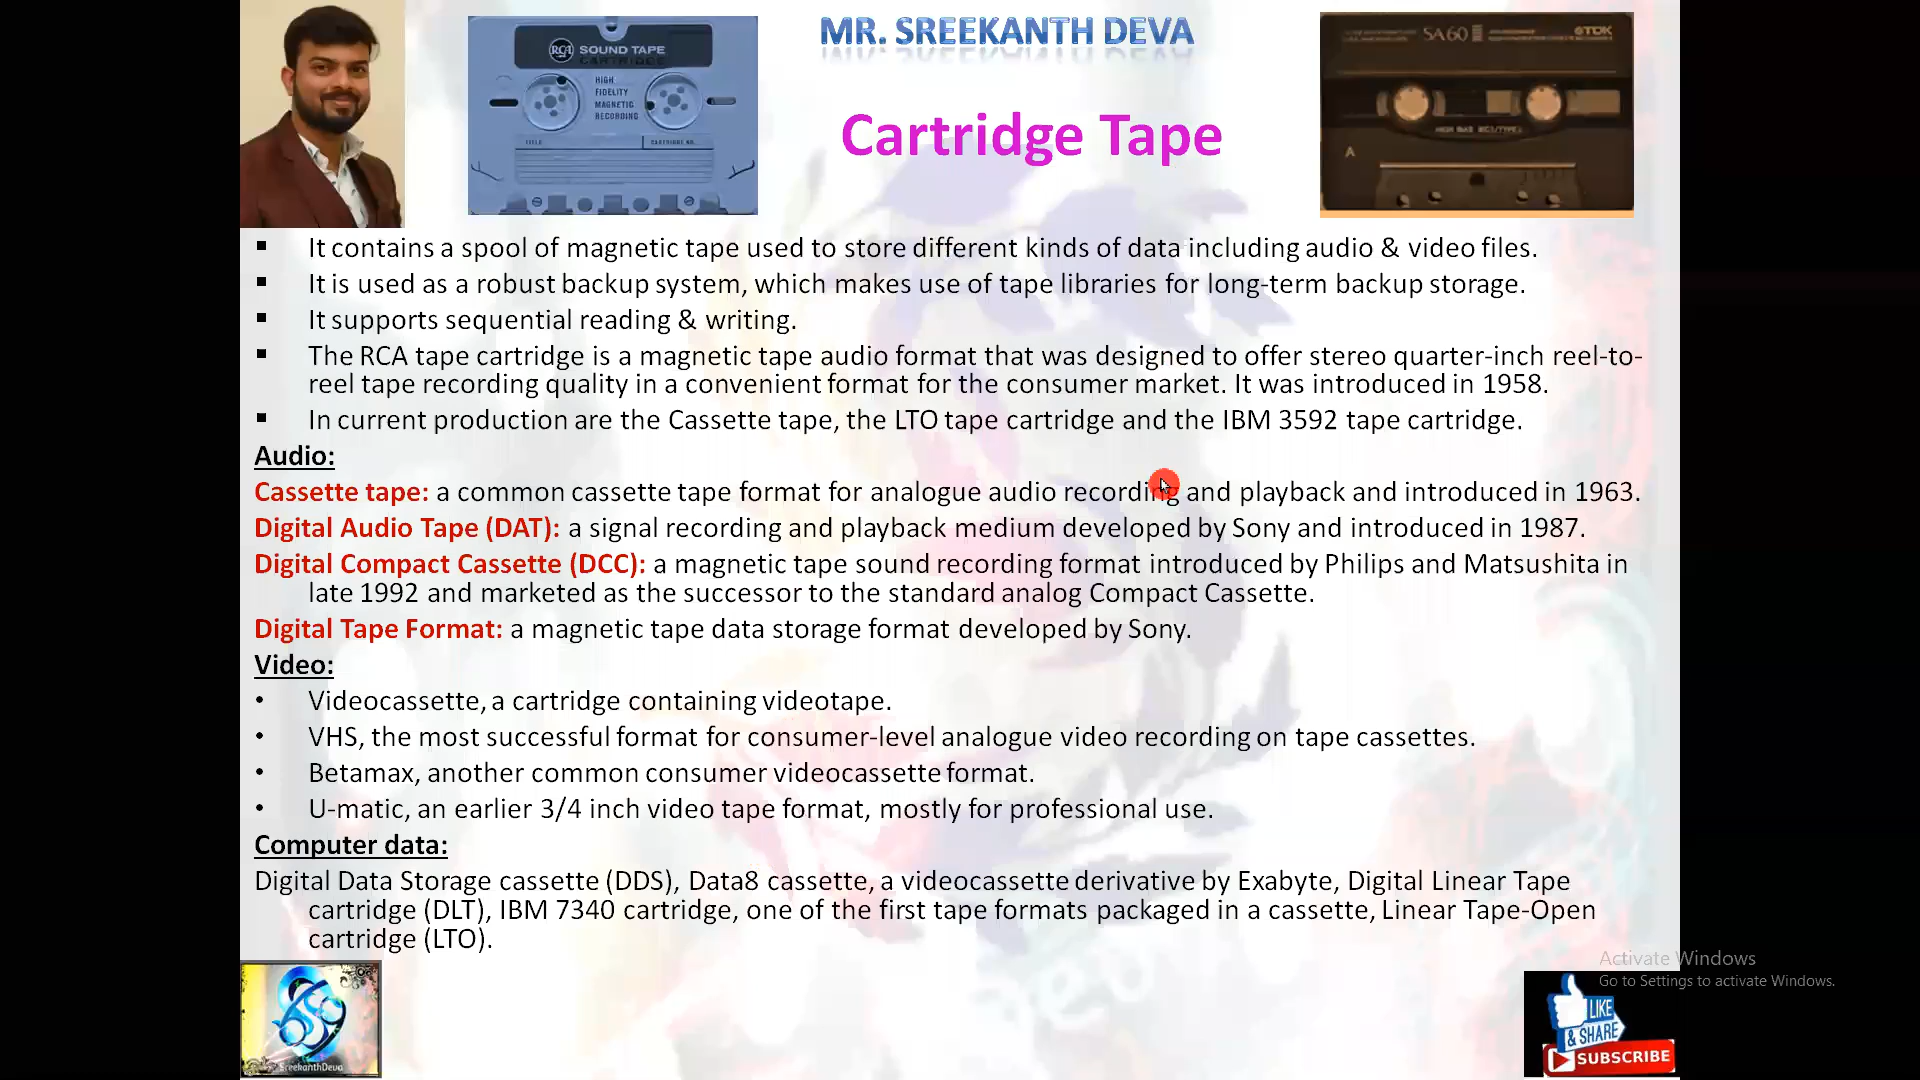 MR. SREEKANTH DEVA
RCA SOUND TAPE
CARTRIDGE
HIGH
FIDELITY
MAGNETIC
RECORDING
TITLE
CARTRIDGE NO.
SA60
TDK
A
Cartridge Tape
▪ It contains a spool of magnetic tape used to store different kinds of data including audio & video files.
▪ It is used as a robust backup system, which makes use of tape libraries for long-term backup storage.
▪ It supports sequential reading & writing.
▪ The RCA tape cartridge is a magnetic tape audio format that was designed to offer stereo quarter-inch reel-to-
reel tape recording quality in a convenient format for the consumer market. It was introduced in 1958.
▪ In current production are the Cassette tape, the LTO tape cartridge and the IBM 3592 tape cartridge.
Audio:
Cassette tape: a common cassette tape format for analogue audio recording and playback and introduced in 1963.
Digital Audio Tape (DAT): a signal recording and playback medium developed by Sony and introduced in 1987.
Digital Compact Cassette (DCC): a magnetic tape sound recording format introduced by Philips and Matsushita in
late 1992 and marketed as the successor to the standard analog Compact Cassette.
Digital Tape Format: a magnetic tape data storage format developed by Sony.
Video:
• Videocassette, a cartridge containing videotape.
• VHS, the most successful format for consumer-level analogue video recording on tape cassettes.
• Betamax, another common consumer videocassette format.
• U-matic, an earlier 3/4 inch video tape format, mostly for professional use.
Computer data:
Digital Data Storage cassette (DDS), Data8 cassette, a videocassette derivative by Exabyte, Digital Linear Tape
cartridge (DLT), IBM 7340 cartridge, one of the first tape formats packaged in a cassette, Linear Tape-Open
cartridge (LTO).
SreekanthDeva
Activate Windows
Go to Settings to activate Windows.
LIKE
& SHARE
SUBSCRIBE